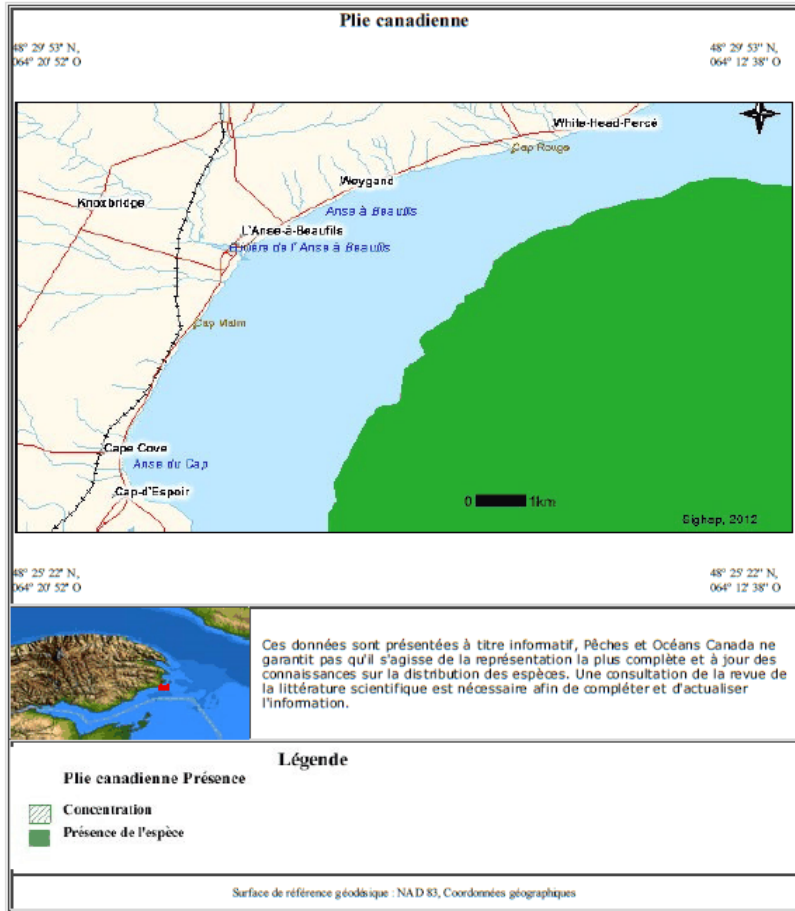 Plie canadienne
48° 29' 53" N,
064° 20' 52" O
48° 29' 53" N,
064° 12' 38" O
White-Head-Percé
Cap Rouge
Weygand
Knoxbridge
Anse à Beaufils
L'Anse-à-Beaufils
Rivière de l'Anse à Beaufils
Cap Malm
Cape Cove
Anse du Cap
Cap-d'Espoir
0 1km
Sighap, 2012
48° 25' 22" N,
064° 20' 52" O
48° 25' 22" N,
064° 12' 38" O
Ces données sont présentées à titre informatif, Pêches et Océans Canada ne
garantit pas qu'il s'agisse de la représentation la plus complète et à jour des
connaissances sur la distribution des espèces. Une consultation de la revue de
la littérature scientifique est nécessaire afin de compléter et d'actualiser
l'information.
Légende
Plie canadienne Présence
Concentration
Présence de l'espèce
Surface de référence géodésique : NAD 83, Coordonnées géographiques